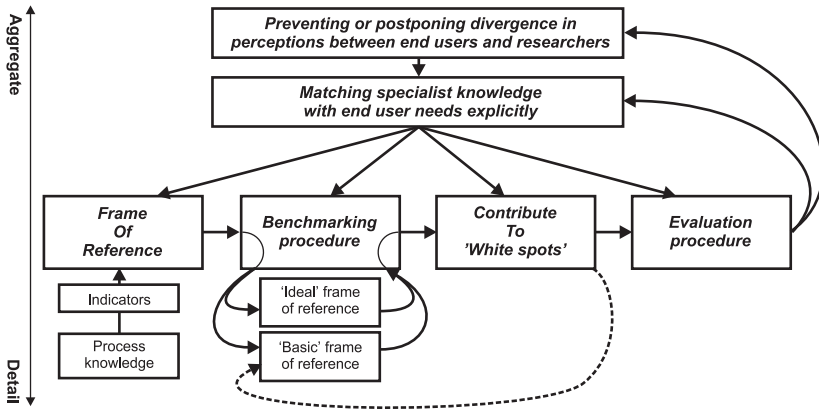 Aggregate
Preventing or postponing divergence in
perceptions between end users and researchers
Matching specialist knowledge
with end user needs explicitly
Frame
Of
Reference
Benchmarking
procedure
Contribute
To
'White spots'
Evaluation
procedure
Indicators
Process
knowledge
'Ideal' frame
of reference
'Basic' frame
of reference
Detail